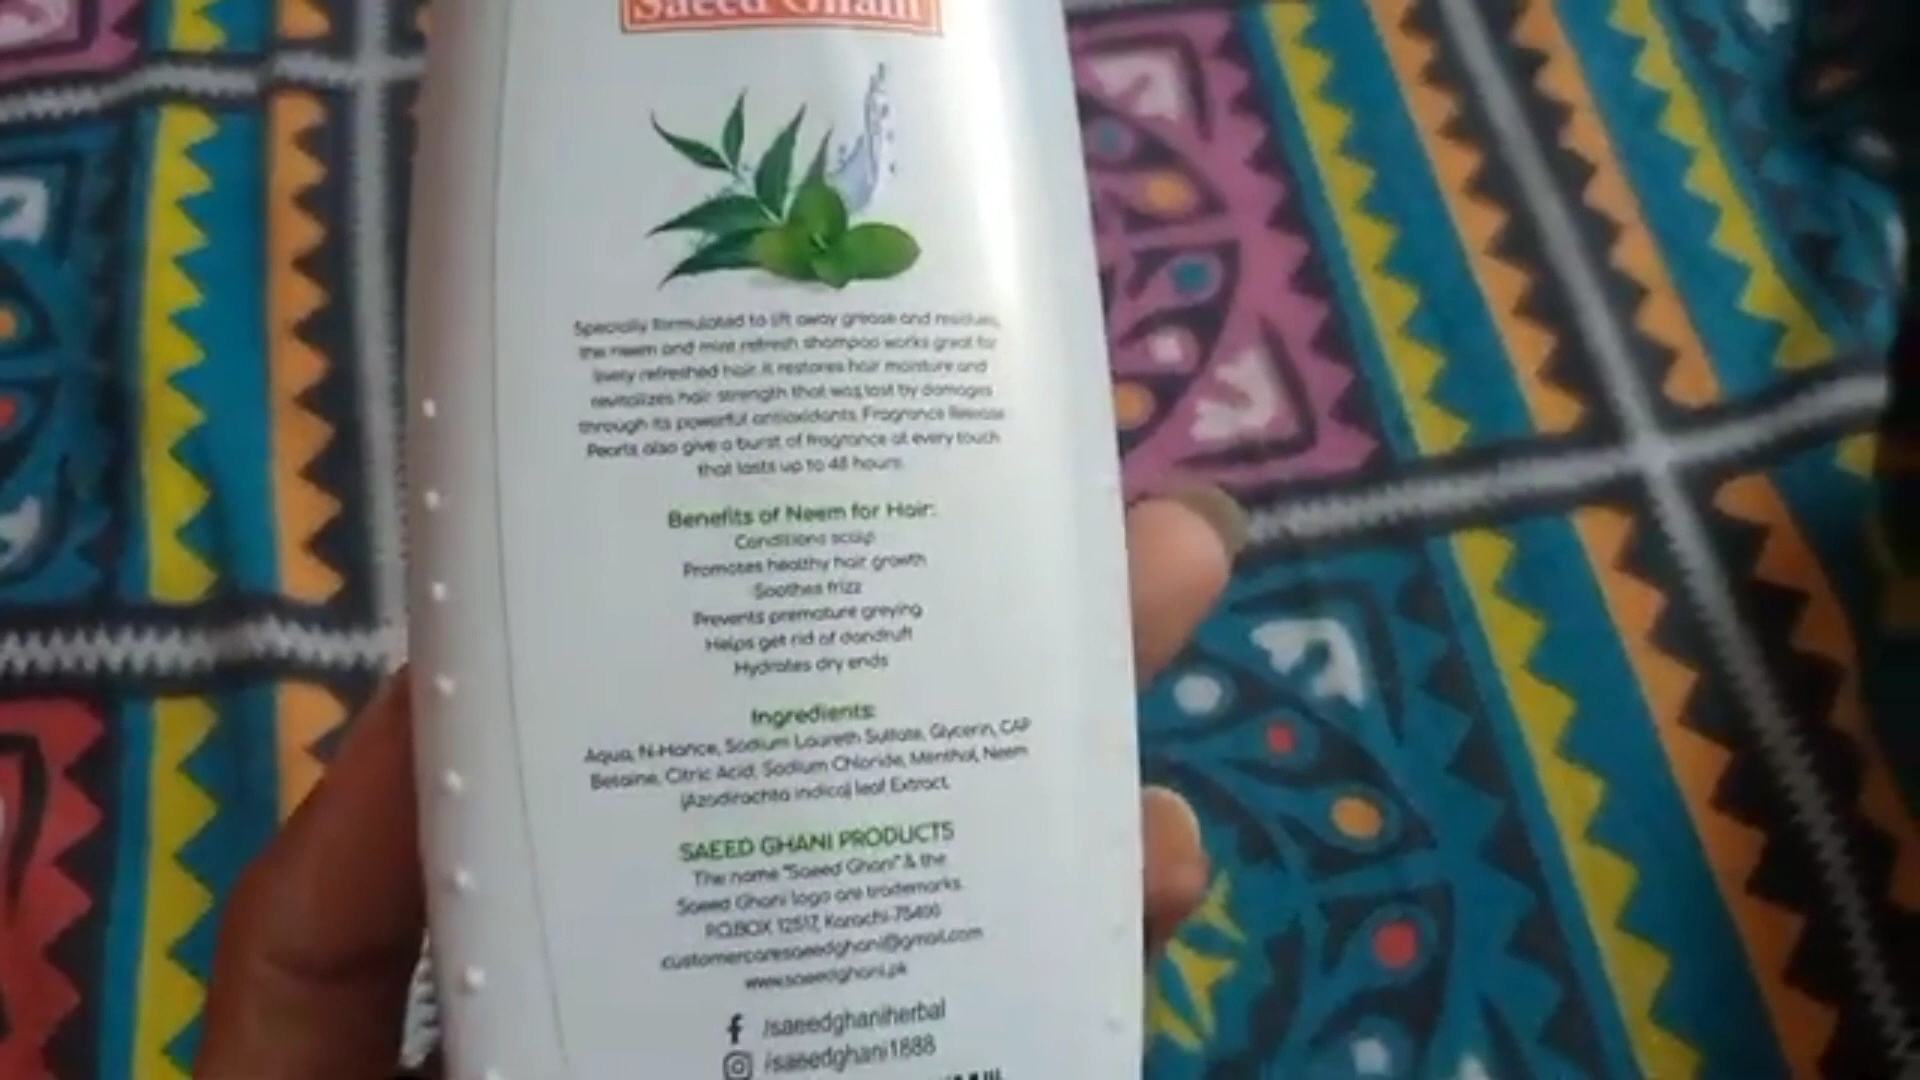 Saeed Ghani
Specially formulated to lift away grease and residues,
the neem and mint refresh shampoo works great for
lively refreshed hair. It restores hair moisture and
revitalizes hair strength that was lost by damages
through its powerful antioxidants. Fragrance Release
Pearls also give a burst of fragrance at every touch
that lasts up to 48 hours.
Benefits of Neem for Hair:
Conditions scalp
Promotes healthy hair growth
Soothes frizz
Prevents premature greying
Helps get rid of dandruff
Hydrates dry ends
Ingredients:
Aqua, N-Hance, Sodium Laureth Sulfate, Glycerin, CAP
Betaine, Citric Acid, Sodium Chloride, Menthol, Neem
(Azadirachta indica) leaf Extract.
SAEED GHANI PRODUCTS
The name "Saeed Ghani" & the
Saeed Ghani logo are trademarks.
P.O.BOX 12517, Karachi-75400
customercaresaeedghani@gmail.com
www.saeedghani.pk
/saeedghaniherbal
/saeedghani1888